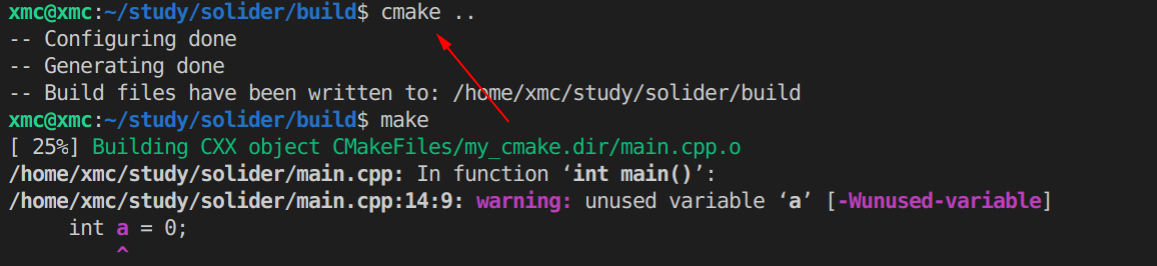 xmc@xmc:~/study/solider/build$ cmake ..
-- Configuring done
-- Generating done
-- Build files have been written to: /home/xmc/study/solider/build
xmc@xmc:~/study/solider/build$ make
[ 25%] Building CXX object CMakeFiles/my_cmake.dir/main.cpp.o
/home/xmc/study/solider/main.cpp: In function ‘int main()’:
/home/xmc/study/solider/main.cpp:14:9: warning: unused variable ‘a’ [-Wunused-variable]
     int a = 0;
         ^